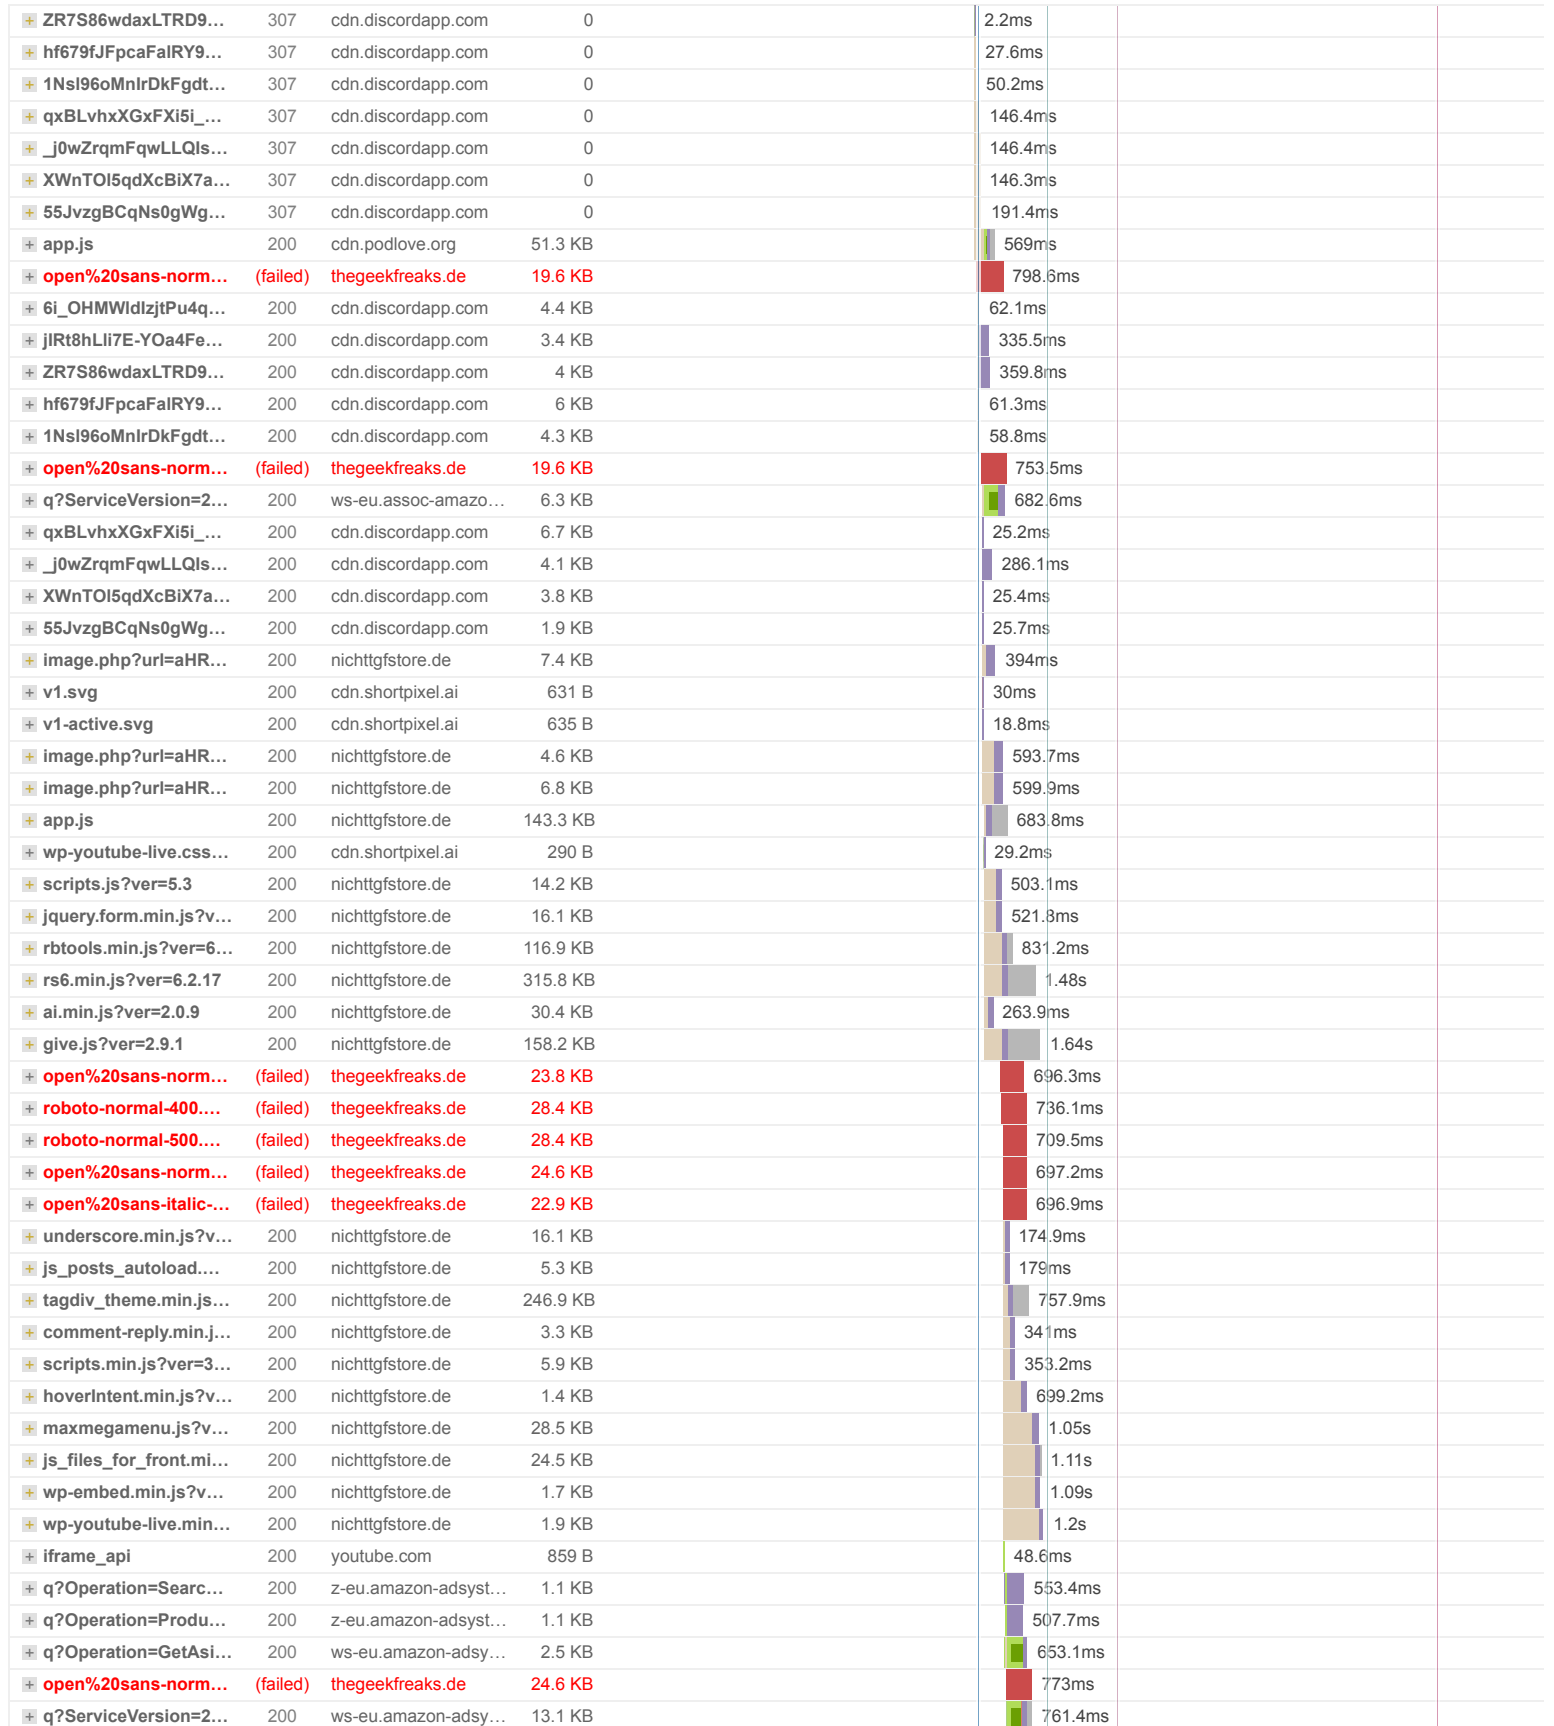 + ZR7S86wdaxLTRD9... 307 cdn.discordapp.com 0 2.2ms
+ hf679fJFpcaFaIRY9... 307 cdn.discordapp.com 0 27.6ms
+ 1NsI96oMnIrDkFgdt... 307 cdn.discordapp.com 0 50.2ms
+ qxBLvhxXGxFXi5i_... 307 cdn.discordapp.com 0 146.4ms
+ _j0wZrqmFqwLLQIs... 307 cdn.discordapp.com 0 146.4ms
+ XWnTOI5qdXcBiX7a... 307 cdn.discordapp.com 0 146.3ms
+ 55JvzgBCqNs0gWg... 307 cdn.discordapp.com 0 191.4ms
+ app.js 200 cdn.podlove.org 51.3 KB 569ms
+ open%20sans-norm... (failed) thegeekfreaks.de 19.6 KB 798.6ms
+ 6i_OHMWIdIzjtPu4q... 200 cdn.discordapp.com 4.4 KB 62.1ms
+ jIRt8hLIi7E-YOa4Fe... 200 cdn.discordapp.com 3.4 KB 335.5ms
+ ZR7S86wdaxLTRD9... 200 cdn.discordapp.com 4 KB 359.8ms
+ hf679fJFpcaFaIRY9... 200 cdn.discordapp.com 6 KB 61.3ms
+ 1NsI96oMnIrDkFgdt... 200 cdn.discordapp.com 4.3 KB 58.8ms
+ open%20sans-norm... (failed) thegeekfreaks.de 19.6 KB 753.5ms
+ q?ServiceVersion=2... 200 ws-eu.assoc-amazo... 6.3 KB 682.6ms
+ qxBLvhxXGxFXi5i_... 200 cdn.discordapp.com 6.7 KB 25.2ms
+ _j0wZrqmFqwLLQIs... 200 cdn.discordapp.com 4.1 KB 286.1ms
+ XWnTOI5qdXcBiX7a... 200 cdn.discordapp.com 3.8 KB 25.4ms
+ 55JvzgBCqNs0gWg... 200 cdn.discordapp.com 1.9 KB 25.7ms
+ image.php?url=aHR... 200 nichttgfstore.de 7.4 KB 394ms
+ v1.svg 200 cdn.shortpixel.ai 631 B 30ms
+ v1-active.svg 200 cdn.shortpixel.ai 635 B 18.8ms
+ image.php?url=aHR... 200 nichttgfstore.de 4.6 KB 593.7ms
+ image.php?url=aHR... 200 nichttgfstore.de 6.8 KB 599.9ms
+ app.js 200 nichttgfstore.de 143.3 KB 683.8ms
+ wp-youtube-live.css... 200 cdn.shortpixel.ai 290 B 29.2ms
+ scripts.js?ver=5.3 200 nichttgfstore.de 14.2 KB 503.1ms
+ jquery.form.min.js?v... 200 nichttgfstore.de 16.1 KB 521.8ms
+ rbtools.min.js?ver=6... 200 nichttgfstore.de 116.9 KB 831.2ms
+ rs6.min.js?ver=6.2.17 200 nichttgfstore.de 315.8 KB 1.48s
+ ai.min.js?ver=2.0.9 200 nichttgfstore.de 30.4 KB 263.9ms
+ give.js?ver=2.9.1 200 nichttgfstore.de 158.2 KB 1.64s
+ open%20sans-norm... (failed) thegeekfreaks.de 23.8 KB 696.3ms
+ roboto-normal-400.... (failed) thegeekfreaks.de 28.4 KB 736.1ms
+ roboto-normal-500.... (failed) thegeekfreaks.de 28.4 KB 709.5ms
+ open%20sans-norm... (failed) thegeekfreaks.de 24.6 KB 697.2ms
+ open%20sans-italic-... (failed) thegeekfreaks.de 22.9 KB 696.9ms
+ underscore.min.js?v... 200 nichttgfstore.de 16.1 KB 174.9ms
+ js_posts_autoload.... 200 nichttgfstore.de 5.3 KB 179ms
+ tagdiv_theme.min.js... 200 nichttgfstore.de 246.9 KB 757.9ms
+ comment-reply.min.j... 200 nichttgfstore.de 3.3 KB 341ms
+ scripts.min.js?ver=3... 200 nichttgfstore.de 5.9 KB 353.2ms
+ hoverIntent.min.js?v... 200 nichttgfstore.de 1.4 KB 699.2ms
+ maxmegamenu.js?v... 200 nichttgfstore.de 28.5 KB 1.05s
+ js_files_for_front.mi... 200 nichttgfstore.de 24.5 KB 1.11s
+ wp-embed.min.js?v... 200 nichttgfstore.de 1.7 KB 1.09s
+ wp-youtube-live.min... 200 nichttgfstore.de 1.9 KB 1.2s
+ iframe_api 200 youtube.com 859 B 48.6ms
+ q?Operation=Searc... 200 z-eu.amazon-adsyst... 1.1 KB 553.4ms
+ q?Operation=Produ... 200 z-eu.amazon-adsyst... 1.1 KB 507.7ms
+ q?Operation=GetAsi... 200 ws-eu.amazon-adsy... 2.5 KB 653.1ms
+ open%20sans-norm... (failed) thegeekfreaks.de 24.6 KB 773ms
+ q?ServiceVersion=2... 200 ws-eu.amazon-adsy... 13.1 KB 761.4ms